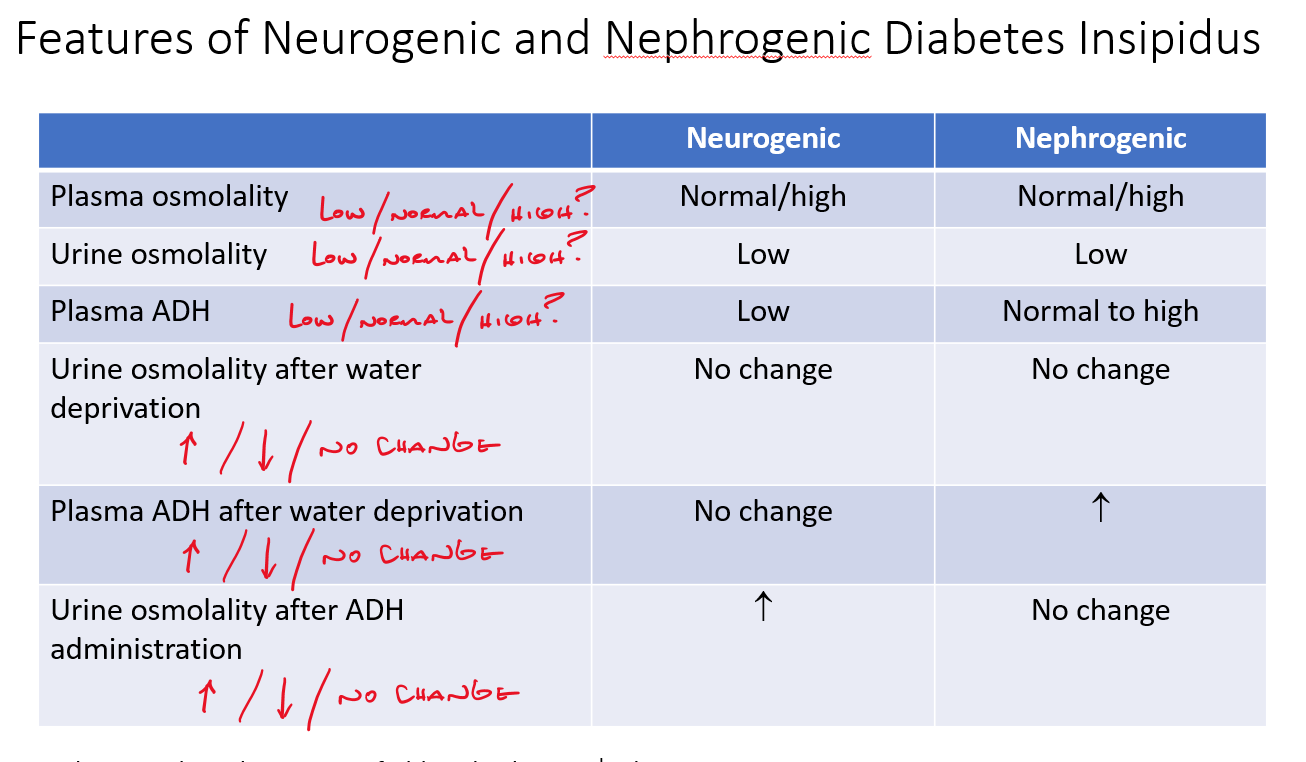 Features of Neurogenic and Nephrogenic Diabetes Insipidus
Neurogenic Nephrogenic
Plasma osmolality LOW/NORMAL/HIGH? Normal/high Normal/high
Urine osmolality LOW/NORMAL/HIGH? Low Low
Plasma ADH LOW/NORMAL/HIGH? Low Normal to high
Urine osmolality after water No change No change
deprivation
↑/↓/NO CHANGE
Plasma ADH after water deprivation No change ↑
↑/↓/NO CHANGE
Urine osmolality after ADH ↑ No change
administration
↑/↓/NO CHANGE